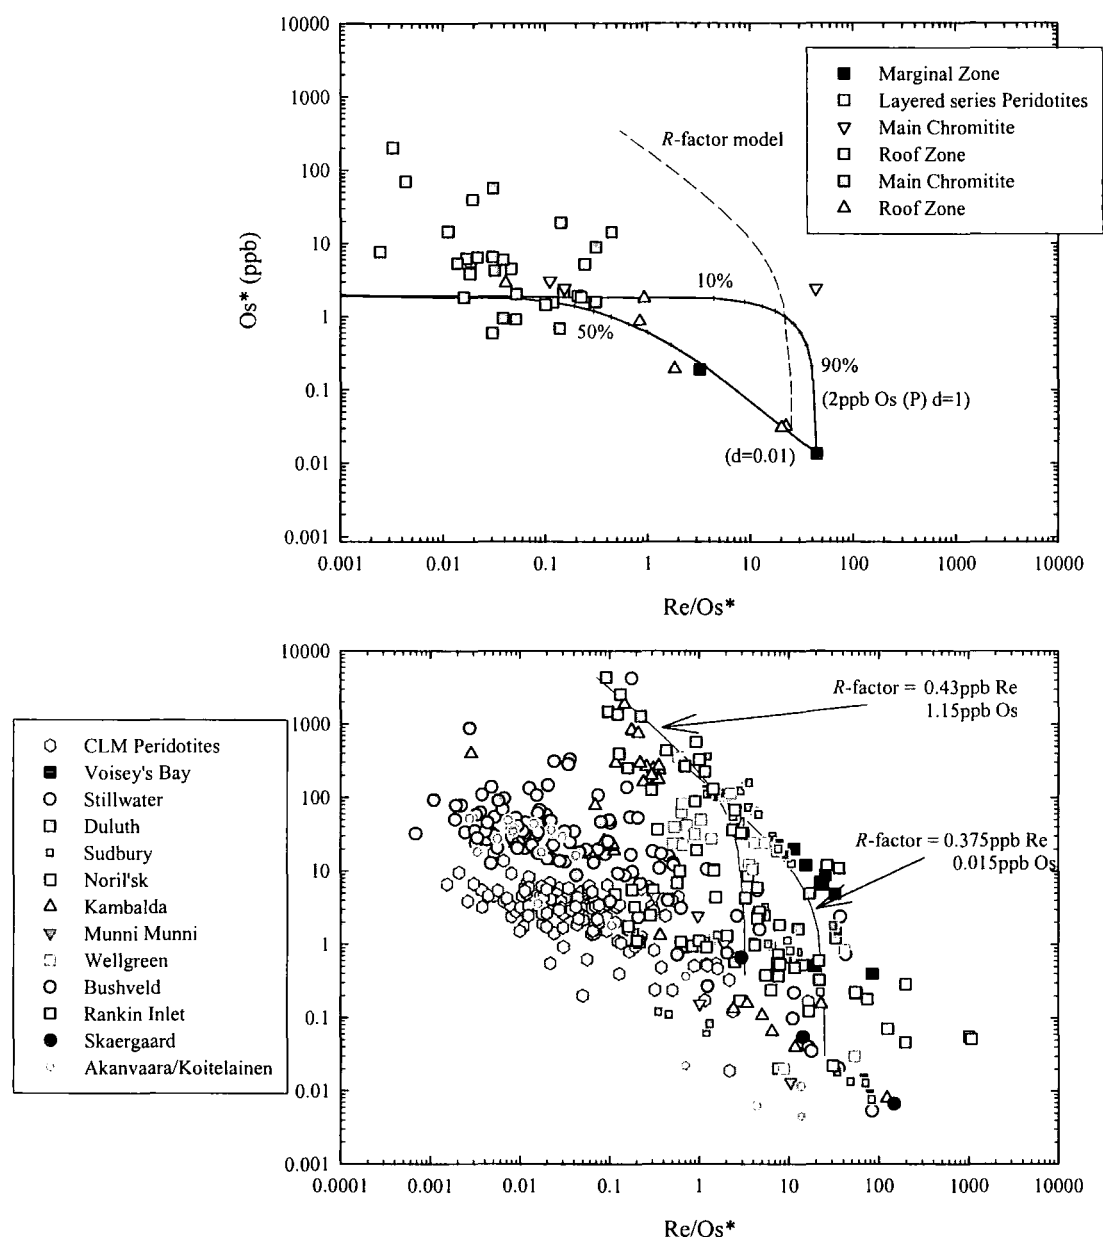 10000
1000
100
10
1
0.1
0.01
0.001
Os* (ppb)
R-factor model
Marginal Zone
Layered series Peridotites
Main Chromitite
Roof Zone
Main Chromitite
Roof Zone
10%
50%
90%
(2ppb Os (P) d=1)
(d=0.01)
0.001 0.01 0.1 1 10 100 1000 10000
Re/Os*
10000
1000
100
10
1
0.1
0.01
0.001
R-factor = 0.43ppb Re
1.15ppb Os
R-factor = 0.375ppb Re
0.015ppb Os
CLM Peridotites
Voisey's Bay
Stillwater
Duluth
Sudbury
Noril'sk
Kambalda
Munni Munni
Wellgreen
Bushveld
Rankin Inlet
Skaergaard
Akanvaara/Koitelainen
0.0001 0.001 0.01 0.1 1 10 100 1000 10000
Re/Os*